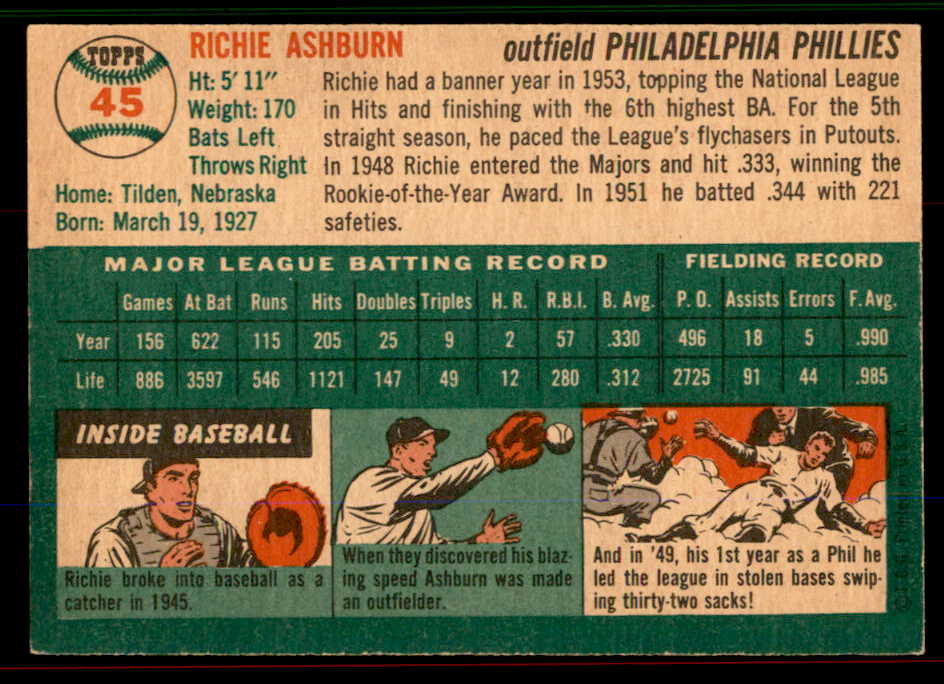 TOPPS
45
RICHIE ASHBURN
outfield PHILADELPHIA PHILLIES
Ht: 5' 11"
Weight: 170
Bats Left
Throws Right
Home: Tilden, Nebraska
Born: March 19, 1927
Richie had a banner year in 1953, topping the National League
in Hits and finishing with the 6th highest BA. For the 5th
straight season, he paced the League's flychasers in Putouts.
In 1948 Richie entered the Majors and hit .333, winning the
Rookie-of-the-Year Award. In 1951 he batted .344 with 221
safeties.
MAJOR LEAGUE BATTING RECORD FIELDING RECORD
Games At Bat Runs Hits Doubles Triples H. R. R.B.I. B. Avg. P. O. Assists Errors F. Avg.
Year 156 622 115 205 25 9 2 57 .330 496 18 5 .990
Life 886 3597 546 1121 147 49 12 280 .312 2725 91 44 .985
INSIDE BASEBALL
Richie broke into baseball as a
catcher in 1945.
When they discovered his blaz-
ing speed Ashburn was made
an outfielder.
And in '49, his 1st year as a Phil he
led the league in stolen bases swip-
ing thirty-two sacks!
© T.C.G. Printed in U.S.A.